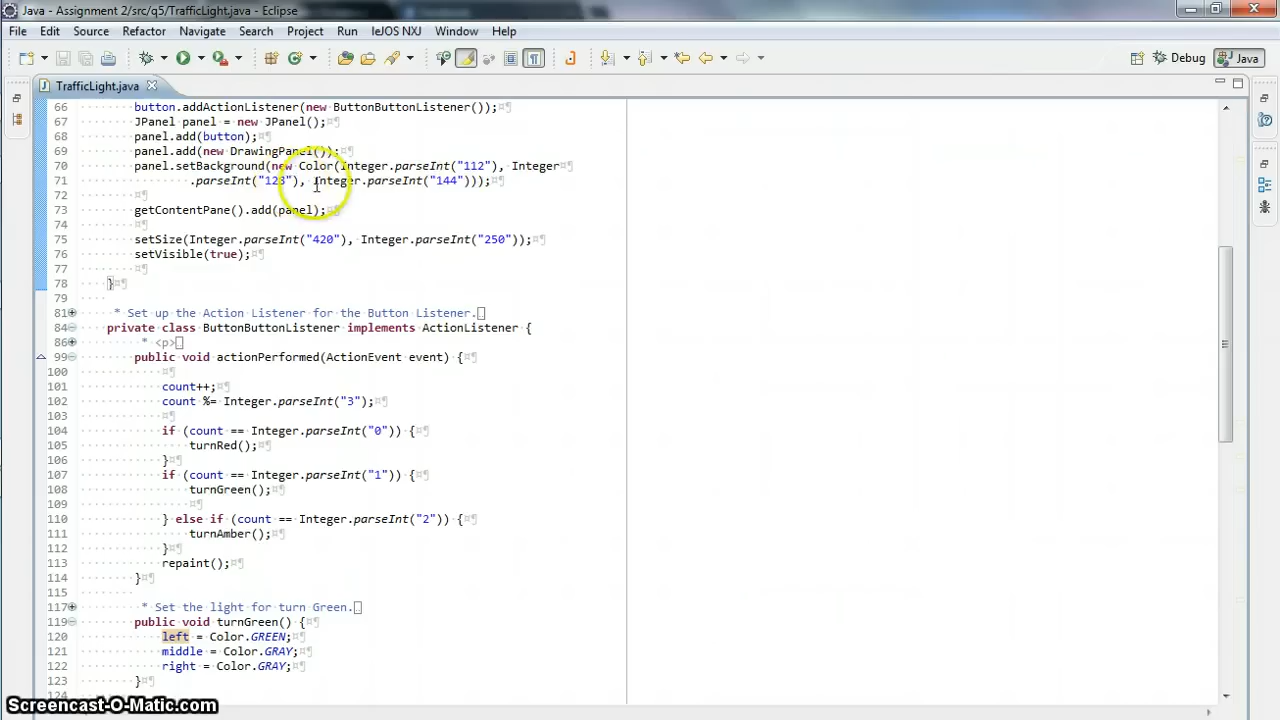 Java - Assignment 2/src/q5/TrafficLight.java - Eclipse
File Edit Source Refactor Navigate Search Project Run leJOS NXJ Window Help
Debug Java
TrafficLight.java
66 button.addActionListener(new ButtonButtonListener());
67 JPanel panel = new JPanel();
68 panel.add(button);
69 panel.add(new DrawingPanel());
70 panel.setBackground(new Color(Integer.parseInt("112"), Integer
71 .parseInt("123"), Integer.parseInt("144")));
72
73 getContentPane().add(panel);
74
75 setSize(Integer.parseInt("420"), Integer.parseInt("250"));
76 setVisible(true);
77
78 }
79
81 * Set up the Action Listener for the Button Listener.
84 private class ButtonButtonListener implements ActionListener {
86 * <p>
99 public void actionPerformed(ActionEvent event) {
100
101 count++;
102 count %= Integer.parseInt("3");
103
104 if (count == Integer.parseInt("0")) {
105 turnRed();
106 }
107 if (count == Integer.parseInt("1")) {
108 turnGreen();
109
110 } else if (count == Integer.parseInt("2")) {
111 turnAmber();
112 }
113 repaint();
114 }
115
117 * Set the light for turn Green.
119 public void turnGreen() {
120 left = Color.GREEN;
121 middle = Color.GRAY;
122 right = Color.GRAY;
123 }
124
Screencast-O-Matic.com